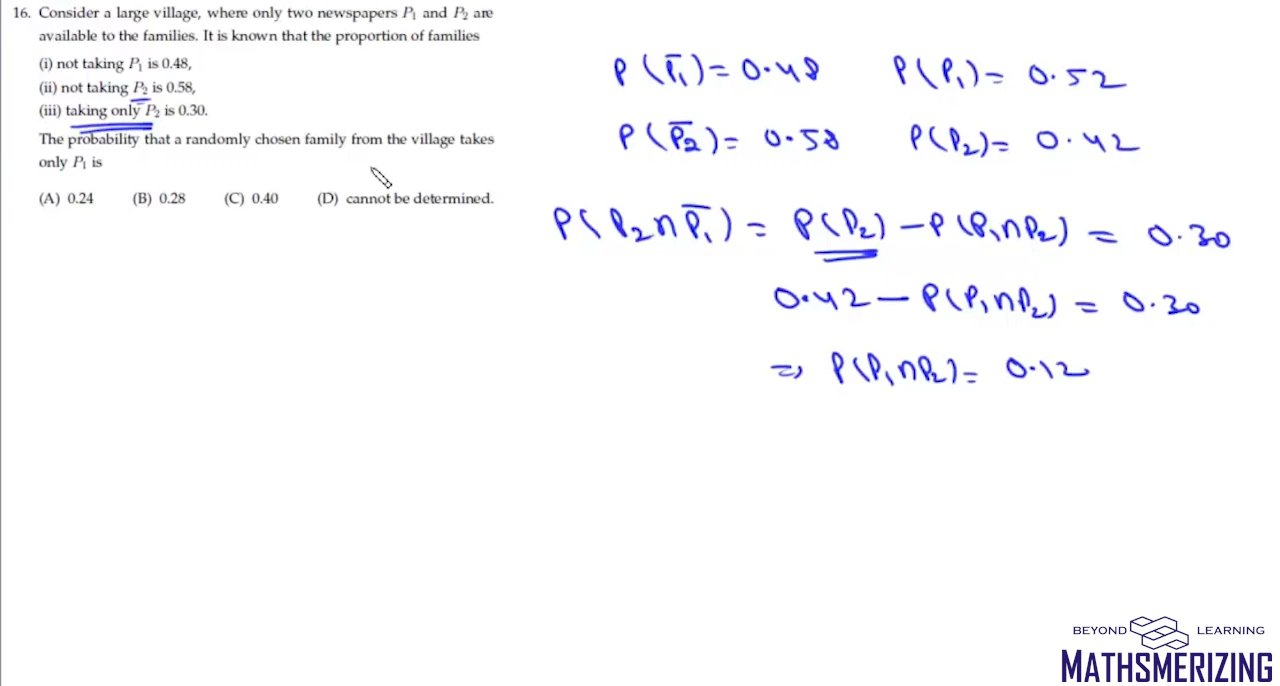 16. Consider a large village, where only two newspapers P₁ and P₂ are
available to the families. It is known that the proportion of families
(i) not taking P₁ is 0.48,
(ii) not taking P₂ is 0.58,
(iii) taking only P₂ is 0.30.
The probability that a randomly chosen family from the village takes
only P₁ is
(A) 0.24 (B) 0.28 (C) 0.40 (D) cannot be determined.
P(P̄₁) = 0.48 P(P₁) = 0.52
P(P̄₂) = 0.58 P(P₂) = 0.42
P(P₂∩P̄₁) = P(P₂) – P(P₁∩P₂) = 0.30
0.42 – P(P₁∩P₂) = 0.30
⇒ P(P₁∩P₂) = 0.12
BEYOND LEARNING
MATHSMERIZING